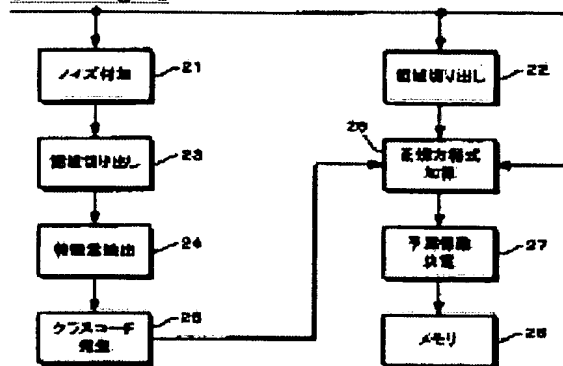 ノイズ付加
21
領域切り出し
22
領域切り出し
23
26
正規方程式
加算
特徴量抽出
24
予測係数
決定
27
クラスコード
発生
25
メモリ
28